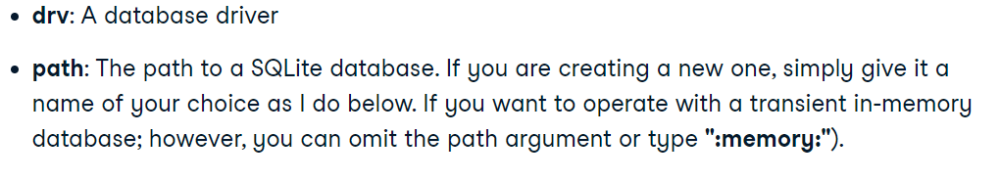 • drv: A database driver
• path: The path to a SQLite database. If you are creating a new one, simply give it a
name of your choice as I do below. If you want to operate with a transient in-memory
database; however, you can omit the path argument or type ":memory:").